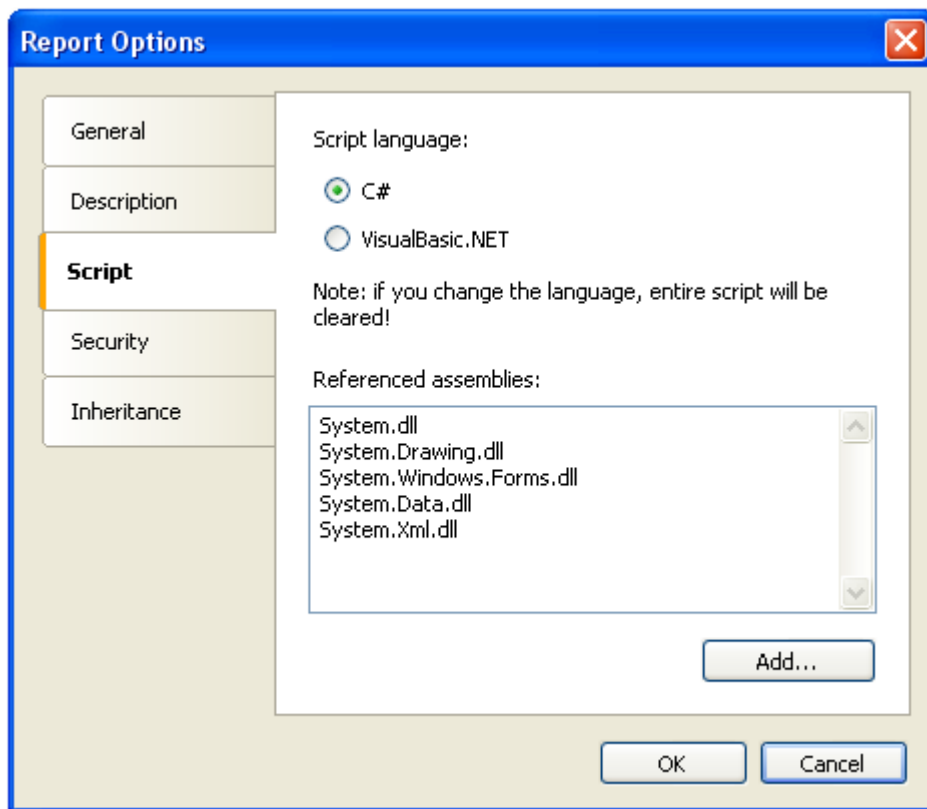 Report Options
General
Description
Script
Security
Inheritance
Script language:
C#
VisualBasic.NET
Note: if you change the language, entire script will be
cleared!
Referenced assemblies:
System.dll
System.Drawing.dll
System.Windows.Forms.dll
System.Data.dll
System.Xml.dll
Add...
OK
Cancel